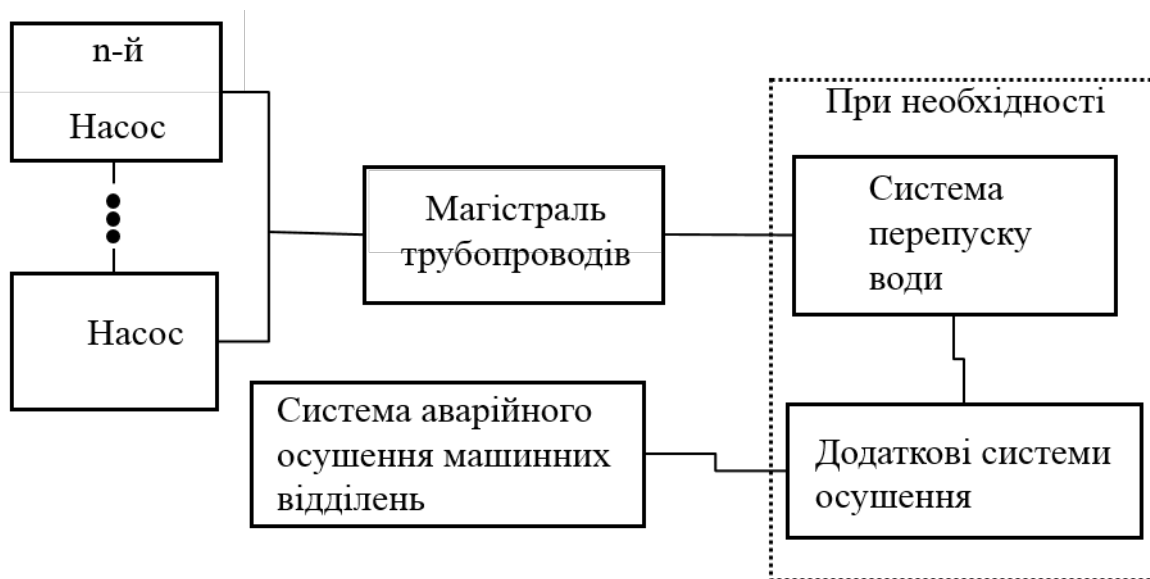 n-й
Насос
Насос
Магістраль
трубопроводів
При необхідності
Система
перепуску
води
Система аварійного
осушення машинних
відділень
Додаткові системи
осушення